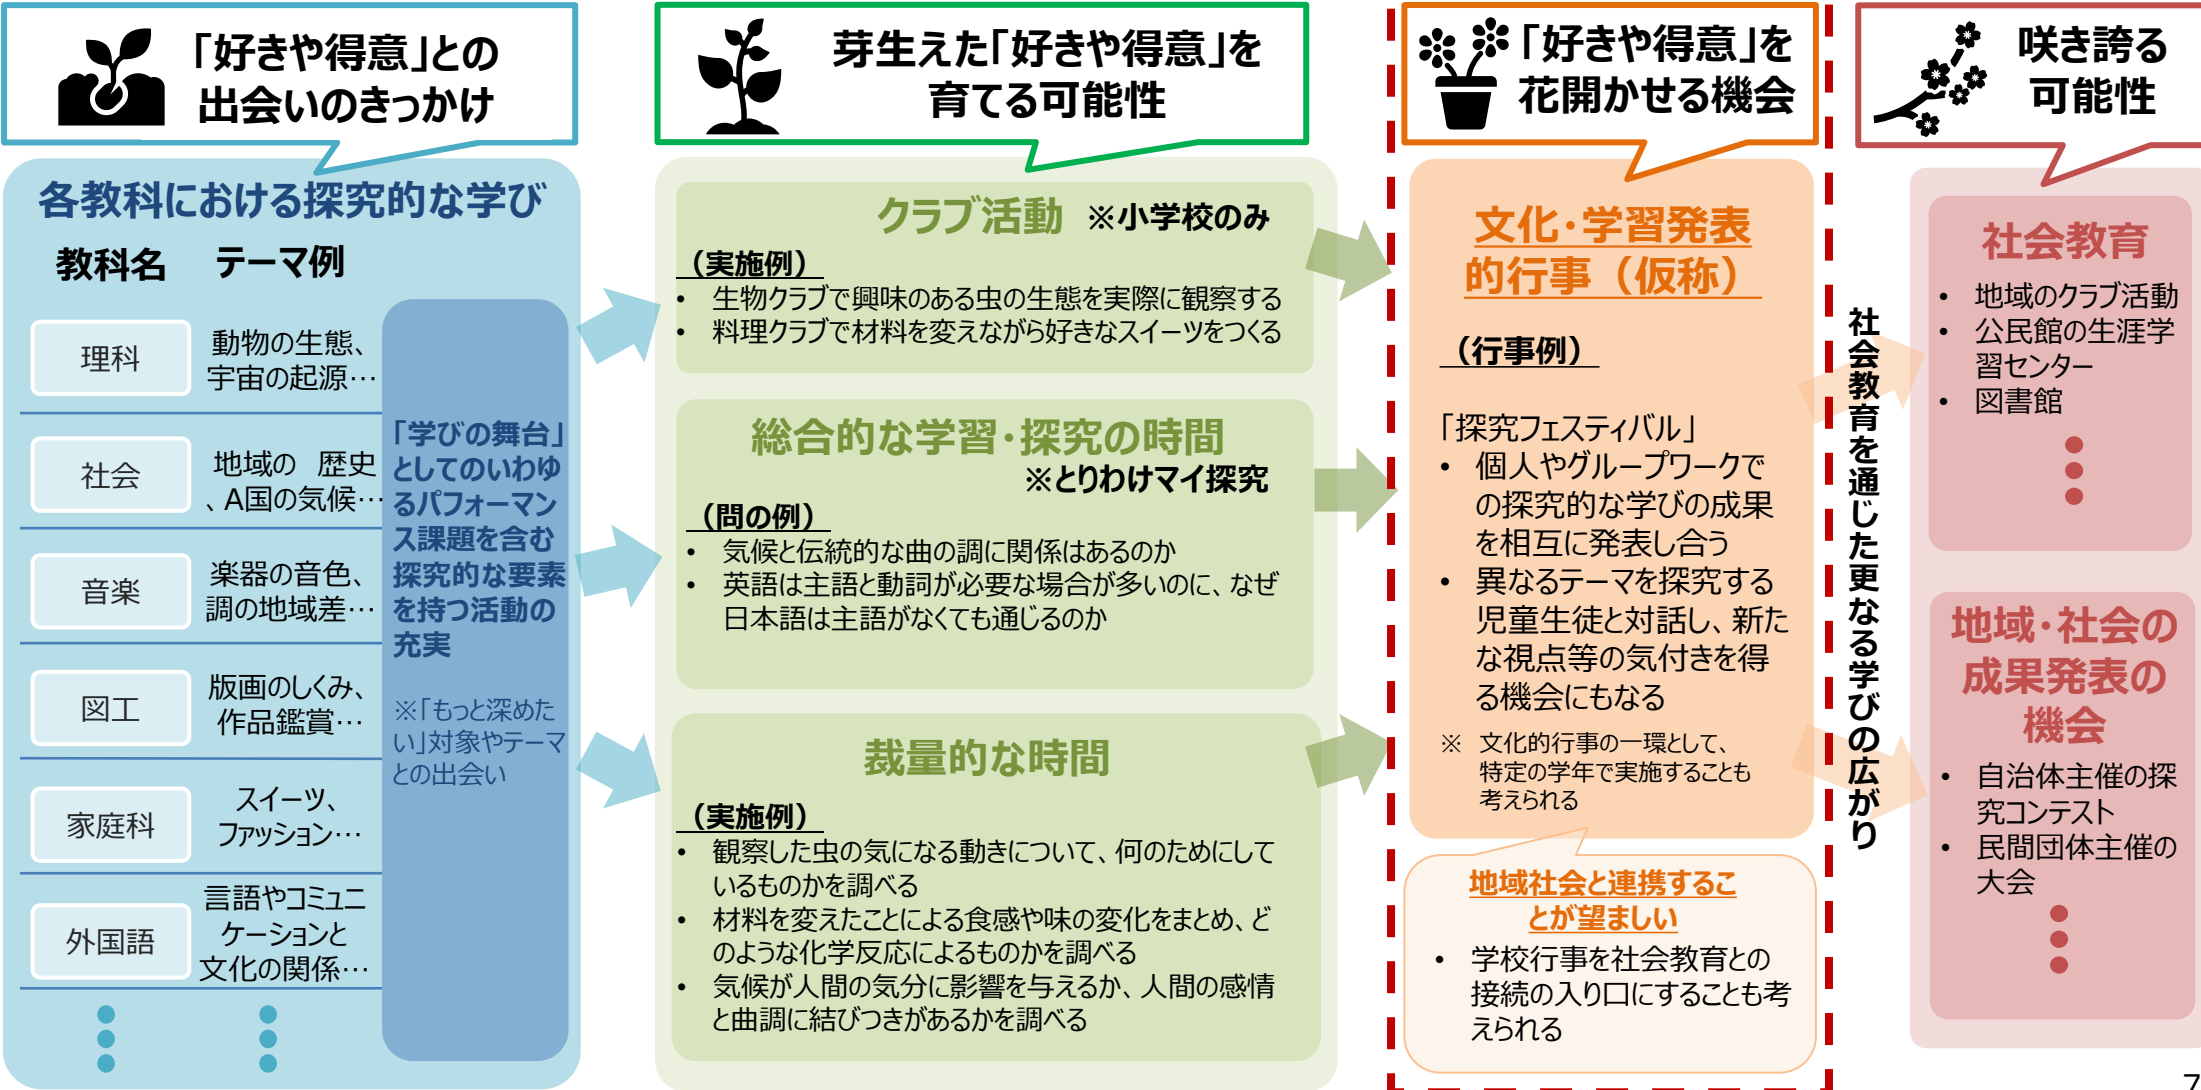 「好きや得意」との
出会いのきっかけ
各教科における探究的な学び
教科名
テーマ例
理科
動物の生態、
宇宙の起源…
社会
地域の 歴史
、A国の気候…
音楽
楽器の音色、
調の地域差…
図工
版画のしくみ、
作品鑑賞…
家庭科
スイーツ、
ファッション…
外国語
言語やコミュニ
ケーションと
文化の関係…
「学びの舞台」
としてのいわゆ
るパフォーマン
ス課題を含む
探究的な要素
を持つ活動の
充実
※「もっと深めた
い」対象やテーマ
との出会い
芽生えた「好きや得意」を
育てる可能性
クラブ活動 ※小学校のみ
（実施例）
• 生物クラブで興味のある虫の生態を実際に観察する
• 料理クラブで材料を変えながら好きなスイーツをつくる
総合的な学習・探究の時間
※とりわけマイ探究
（問の例）
• 気候と伝統的な曲の調に関係はあるのか
• 英語は主語と動詞が必要な場合が多いのに、なぜ
日本語は主語がなくても通じるのか
裁量的な時間
（実施例）
• 観察した虫の気になる動きについて、何のためにして
いるものかを調べる
• 材料を変えたことによる食感や味の変化をまとめ、ど
のような化学反応によるものかを調べる
• 気候が人間の気分に影響を与えるか、人間の感情
と曲調に結びつきがあるかを調べる
「好きや得意」を
花開かせる機会
文化・学習発表
的行事（仮称）
（行事例）
「探究フェスティバル」
• 個人やグループワークで
の探究的な学びの成果
を相互に発表し合う
• 異なるテーマを探究する
児童生徒と対話し、新た
な視点等の気付きを得
る機会にもなる
※ 文化的行事の一環として、
特定の学年で実施することも
考えられる
地域社会と連携するこ
とが望ましい
• 学校行事を社会教育との
接続の入り口にすることも考
えられる
社会教育を通じた更なる学びの広がり
咲き誇る
可能性
社会教育
• 地域のクラブ活動
• 公民館の生涯学
習センター
• 図書館
地域・社会の
成果発表の
機会
• 自治体主催の探
究コンテスト
• 民間団体主催の
大会
7